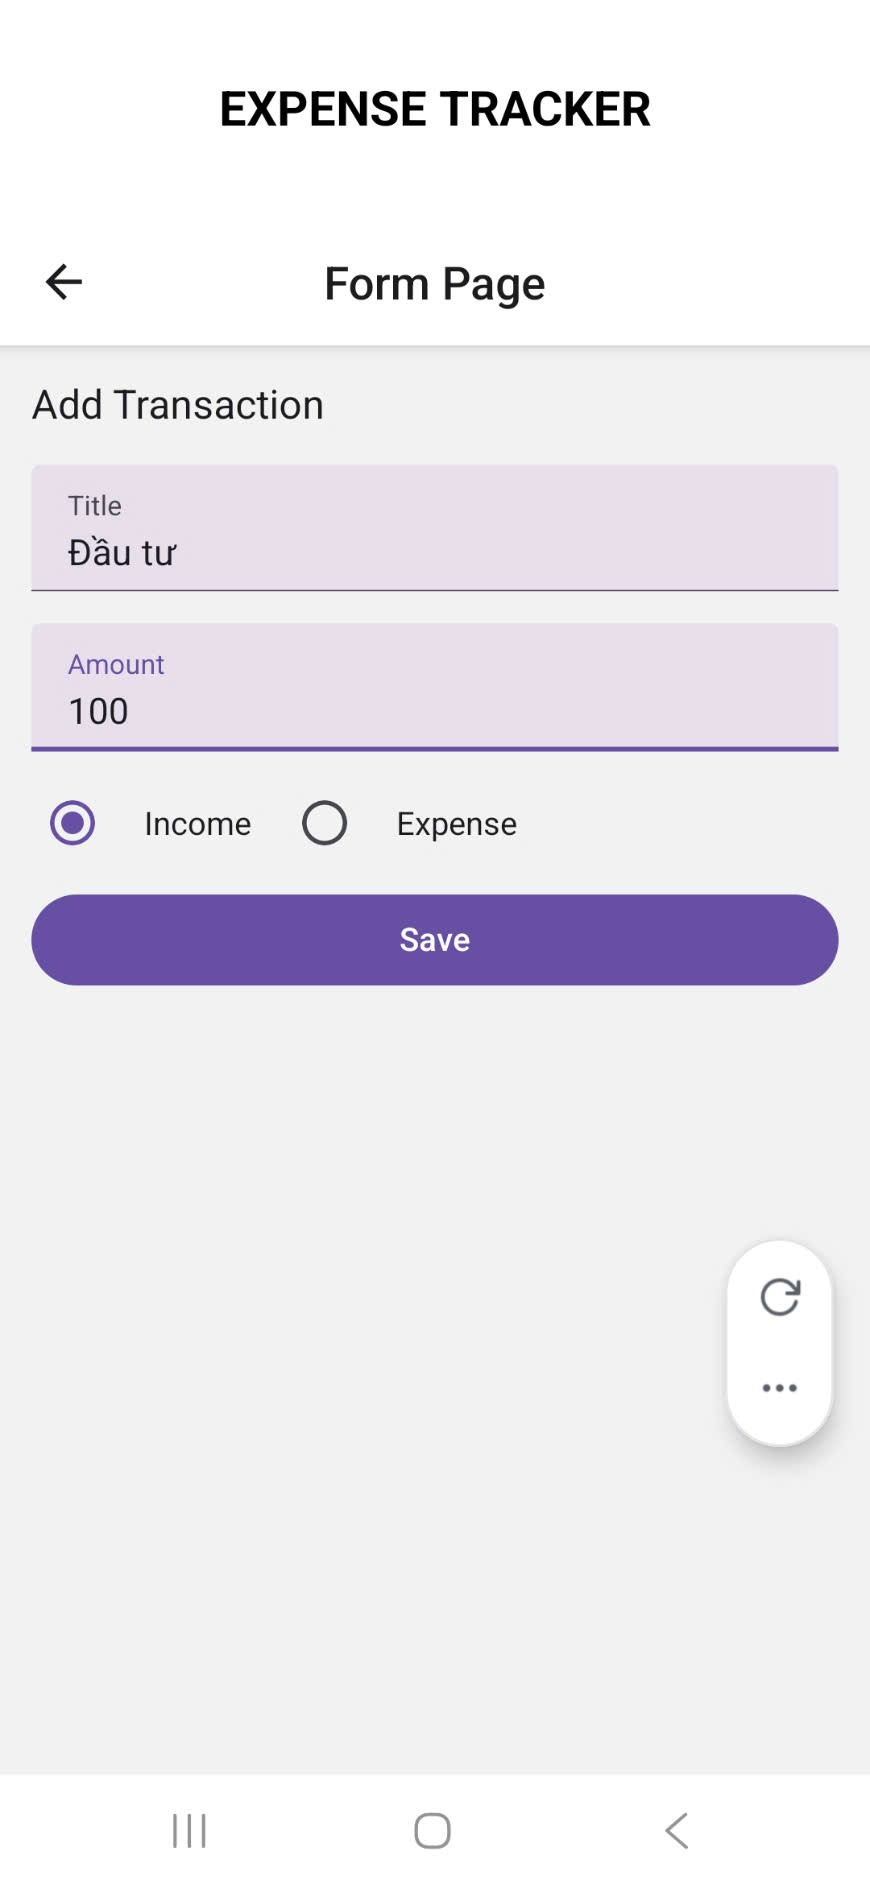 EXPENSE TRACKER
Form Page
Add Transaction
Title
Đầu tư
Amount
100
Income Expense
Save